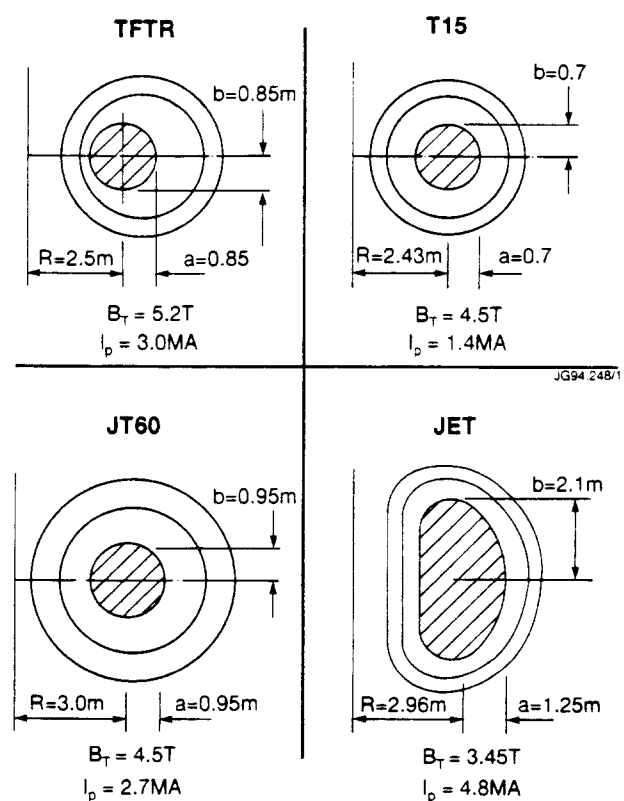 TFTR
b=0.85m
R=2.5m
a=0.85
B_T = 5.2T
I_p = 3.0MA
T15
b=0.7
R=2.43m
a=0.7
B_T = 4.5T
I_p = 1.4MA
JG94.248/1
JT60
b=0.95m
R=3.0m
a=0.95m
B_T = 4.5T
I_p = 2.7MA
JET
b=2.1m
R=2.96m
a=1.25m
B_T = 3.45T
I_p = 4.8MA